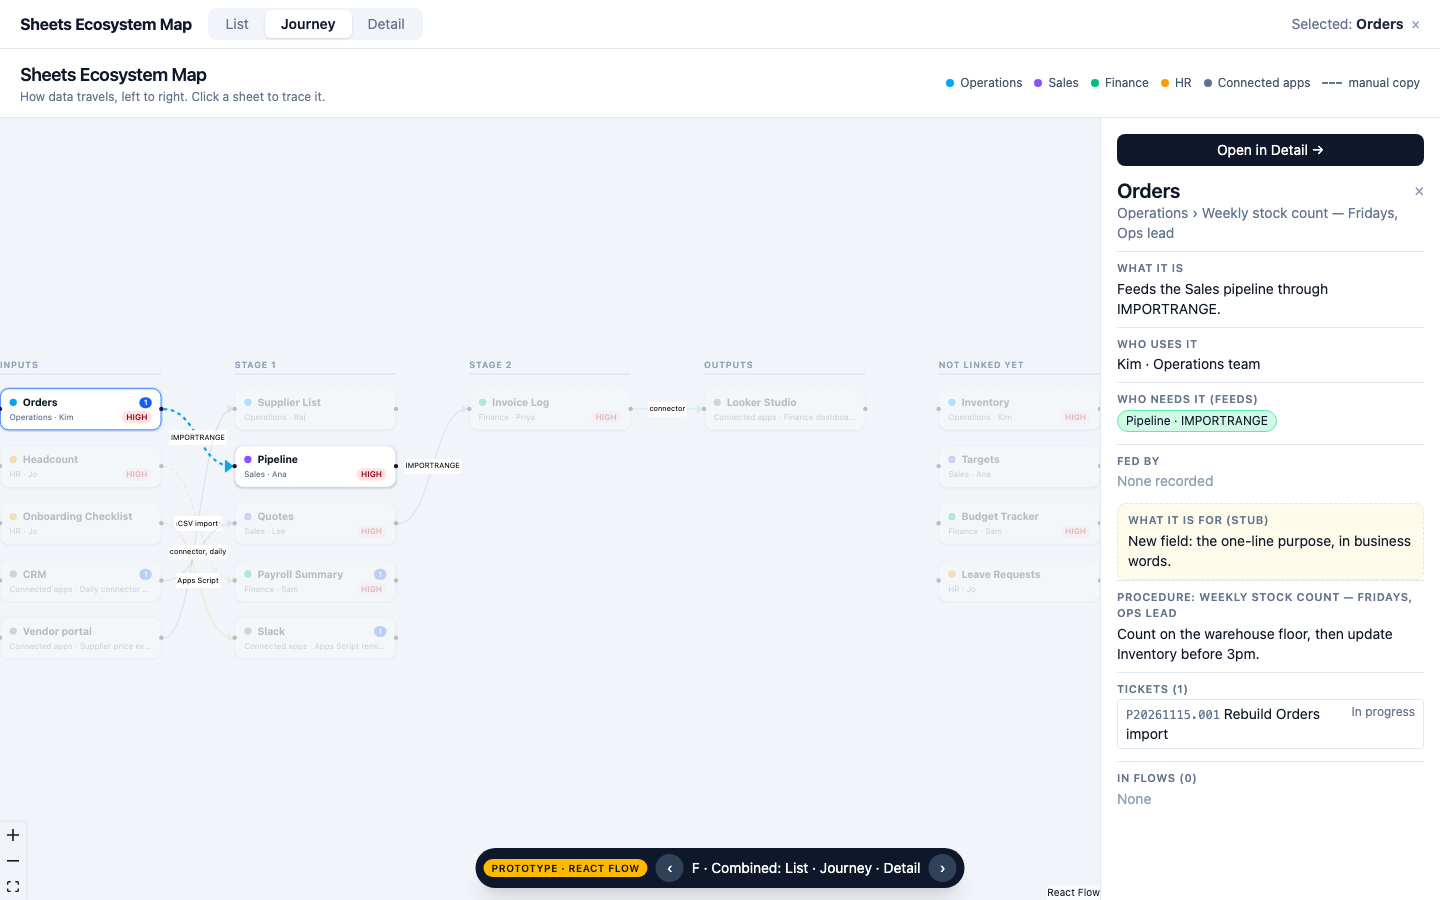 Sheets Ecosystem Map
List
Journey
Detail
Selected: Orders ×
Sheets Ecosystem Map
How data travels, left to right. Click a sheet to trace it.
Operations
Sales
Finance
HR
Connected apps
manual copy
INPUTS
STAGE 1
STAGE 2
OUTPUTS
NOT LINKED YET
Orders
1
Operations · Kim
HIGH
Supplier List
Operations · Raj
Invoice Log
Finance · Priya
HIGH
connector
Looker Studio
Connected apps · Finance dashboa...
Inventory
Operations · Kim
HIGH
IMPORTRANGE
Headcount
HR · Jo
HIGH
Pipeline
Sales · Ana
HIGH
IMPORTRANGE
Targets
Sales · Ana
Onboarding Checklist
HR · Jo
CSV import
Quotes
Sales · Lee
HIGH
Budget Tracker
Finance · Sam
HIGH
connector, daily
CRM
1
Connected apps · Daily connector ...
Apps Script
Payroll Summary
1
Finance · Sam
HIGH
Leave Requests
HR · Jo
Vendor portal
Connected apps · Supplier price ex...
Slack
1
Connected apps · Apps Script remi...
Open in Detail →
Orders
×
Operations › Weekly stock count — Fridays,
Ops lead
WHAT IT IS
Feeds the Sales pipeline through
IMPORTRANGE.
WHO USES IT
Kim · Operations team
WHO NEEDS IT (FEEDS)
Pipeline · IMPORTRANGE
FED BY
None recorded
WHAT IT IS FOR (STUB)
New field: the one-line purpose, in business
words.
PROCEDURE: WEEKLY STOCK COUNT — FRIDAYS,
OPS LEAD
Count on the warehouse floor, then update
Inventory before 3pm.
TICKETS (1)
P20261115.001 Rebuild Orders
import
In progress
IN FLOWS (0)
None
PROTOTYPE · REACT FLOW
‹
F · Combined: List · Journey · Detail
›
React Flow